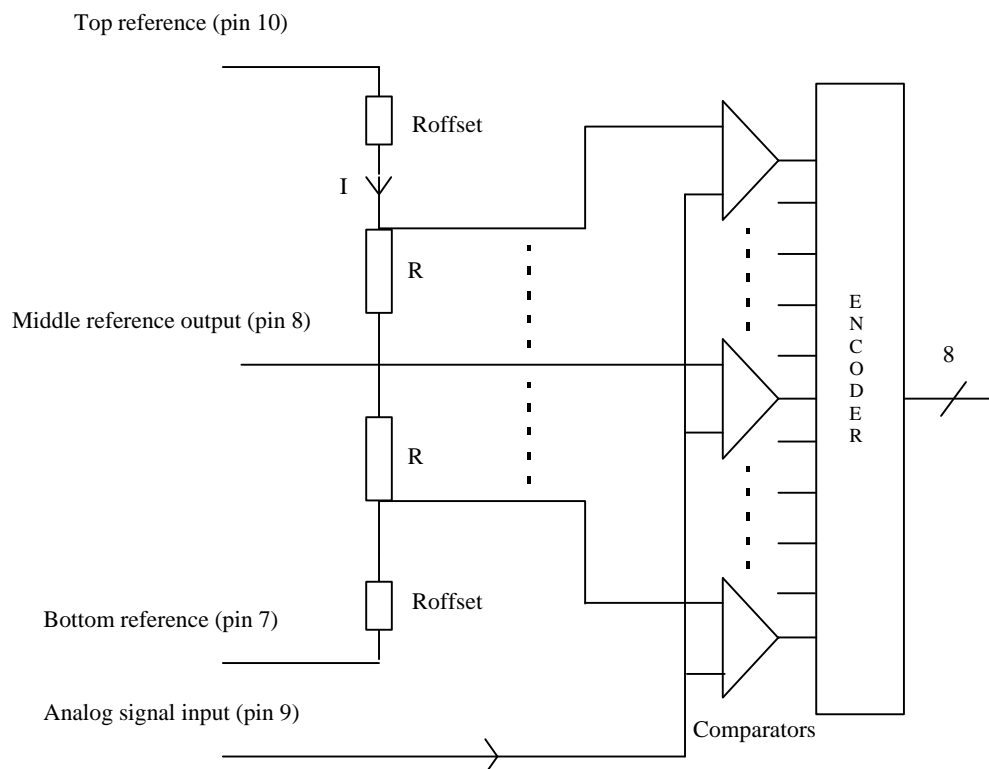 Top reference (pin 10)
Roffset
I
R
Middle reference output (pin 8)
ENCODER
8
R
Roffset
Bottom reference (pin 7)
Analog signal input (pin 9)
Comparators